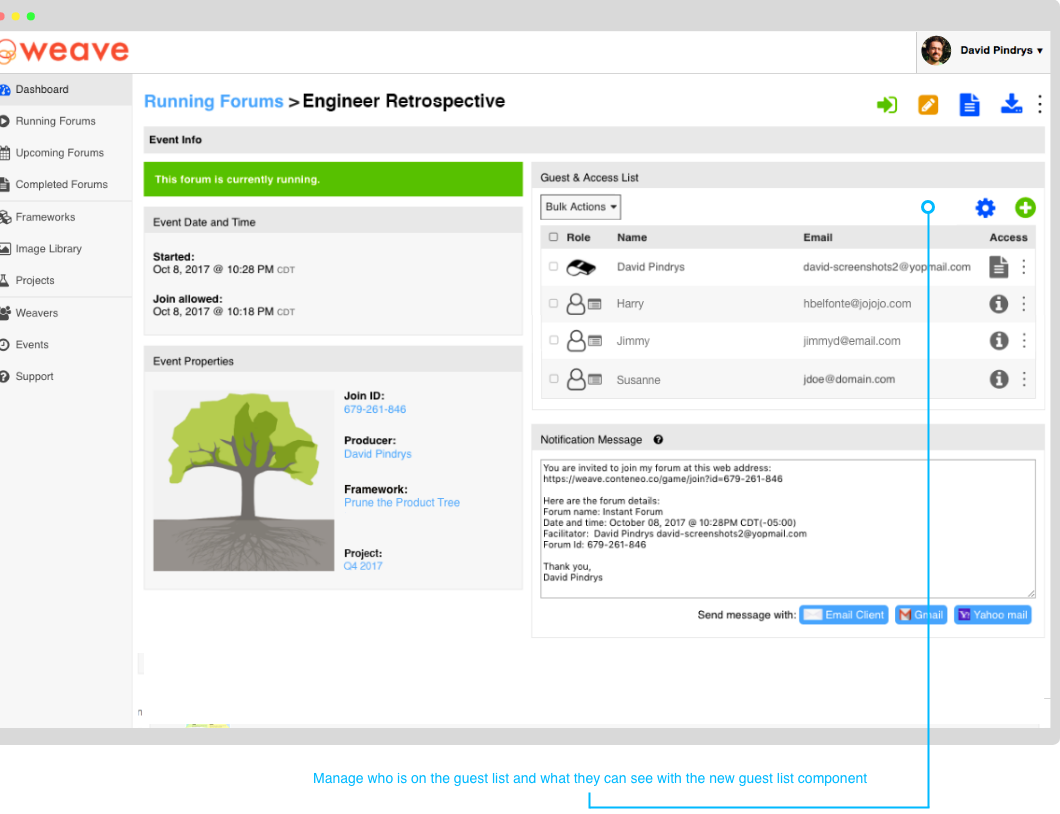 weave
David Pindrys ▾
Dashboard
Running Forums
Upcoming Forums
Completed Forums
Frameworks
Image Library
Projects
Weavers
Events
Support
Running Forums > Engineer Retrospective
Event Info
This forum is currently running.
Event Date and Time
Started:
Oct 8, 2017 @ 10:28 PM CDT
Join allowed:
Oct 8, 2017 @ 10:18 PM CDT
Event Properties
Join ID:
679-261-846
Producer:
David Pindrys
Framework:
Prune the Product Tree
Project:
Q4 2017
Guest & Access List
Bulk Actions ▾
Role Name Email Access
David Pindrys david-screenshots2@yopmail.com
Harry hbelfonte@jojojo.com
Jimmy jimmyd@email.com
Susanne jdoe@domain.com
Notification Message
You are invited to join my forum at this web address:
https://weave.conteneo.co/game/join?id=679-261-846
Here are the forum details:
Forum name: Instant Forum
Date and time: October 08, 2017 @ 10:28PM CDT(-05:00)
Facilitator: David Pindrys david-screenshots2@yopmail.com
Forum Id: 679-261-846
Thank you,
David Pindrys
Send message with: Email Client Gmail Yahoo mail
Manage who is on the guest list and what they can see with the new guest list component